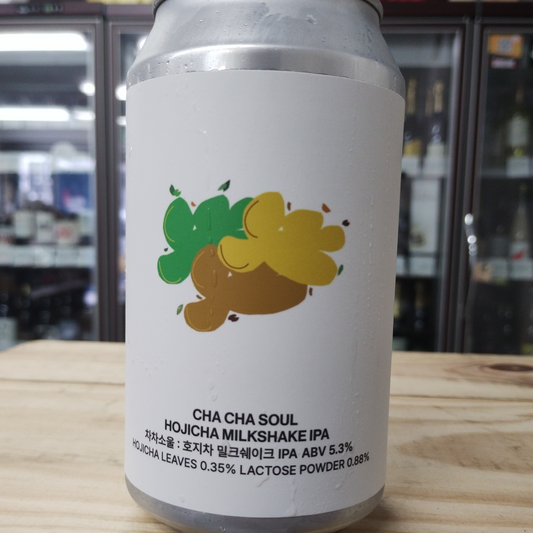 CHA CHA SOUL
HOJICHA MILKSHAKE IPA
차차소울 : 호지차 밀크쉐이크 IPA ABV 5.3%
HOJICHA LEAVES 0.35% LACTOSE POWDER 0.88%